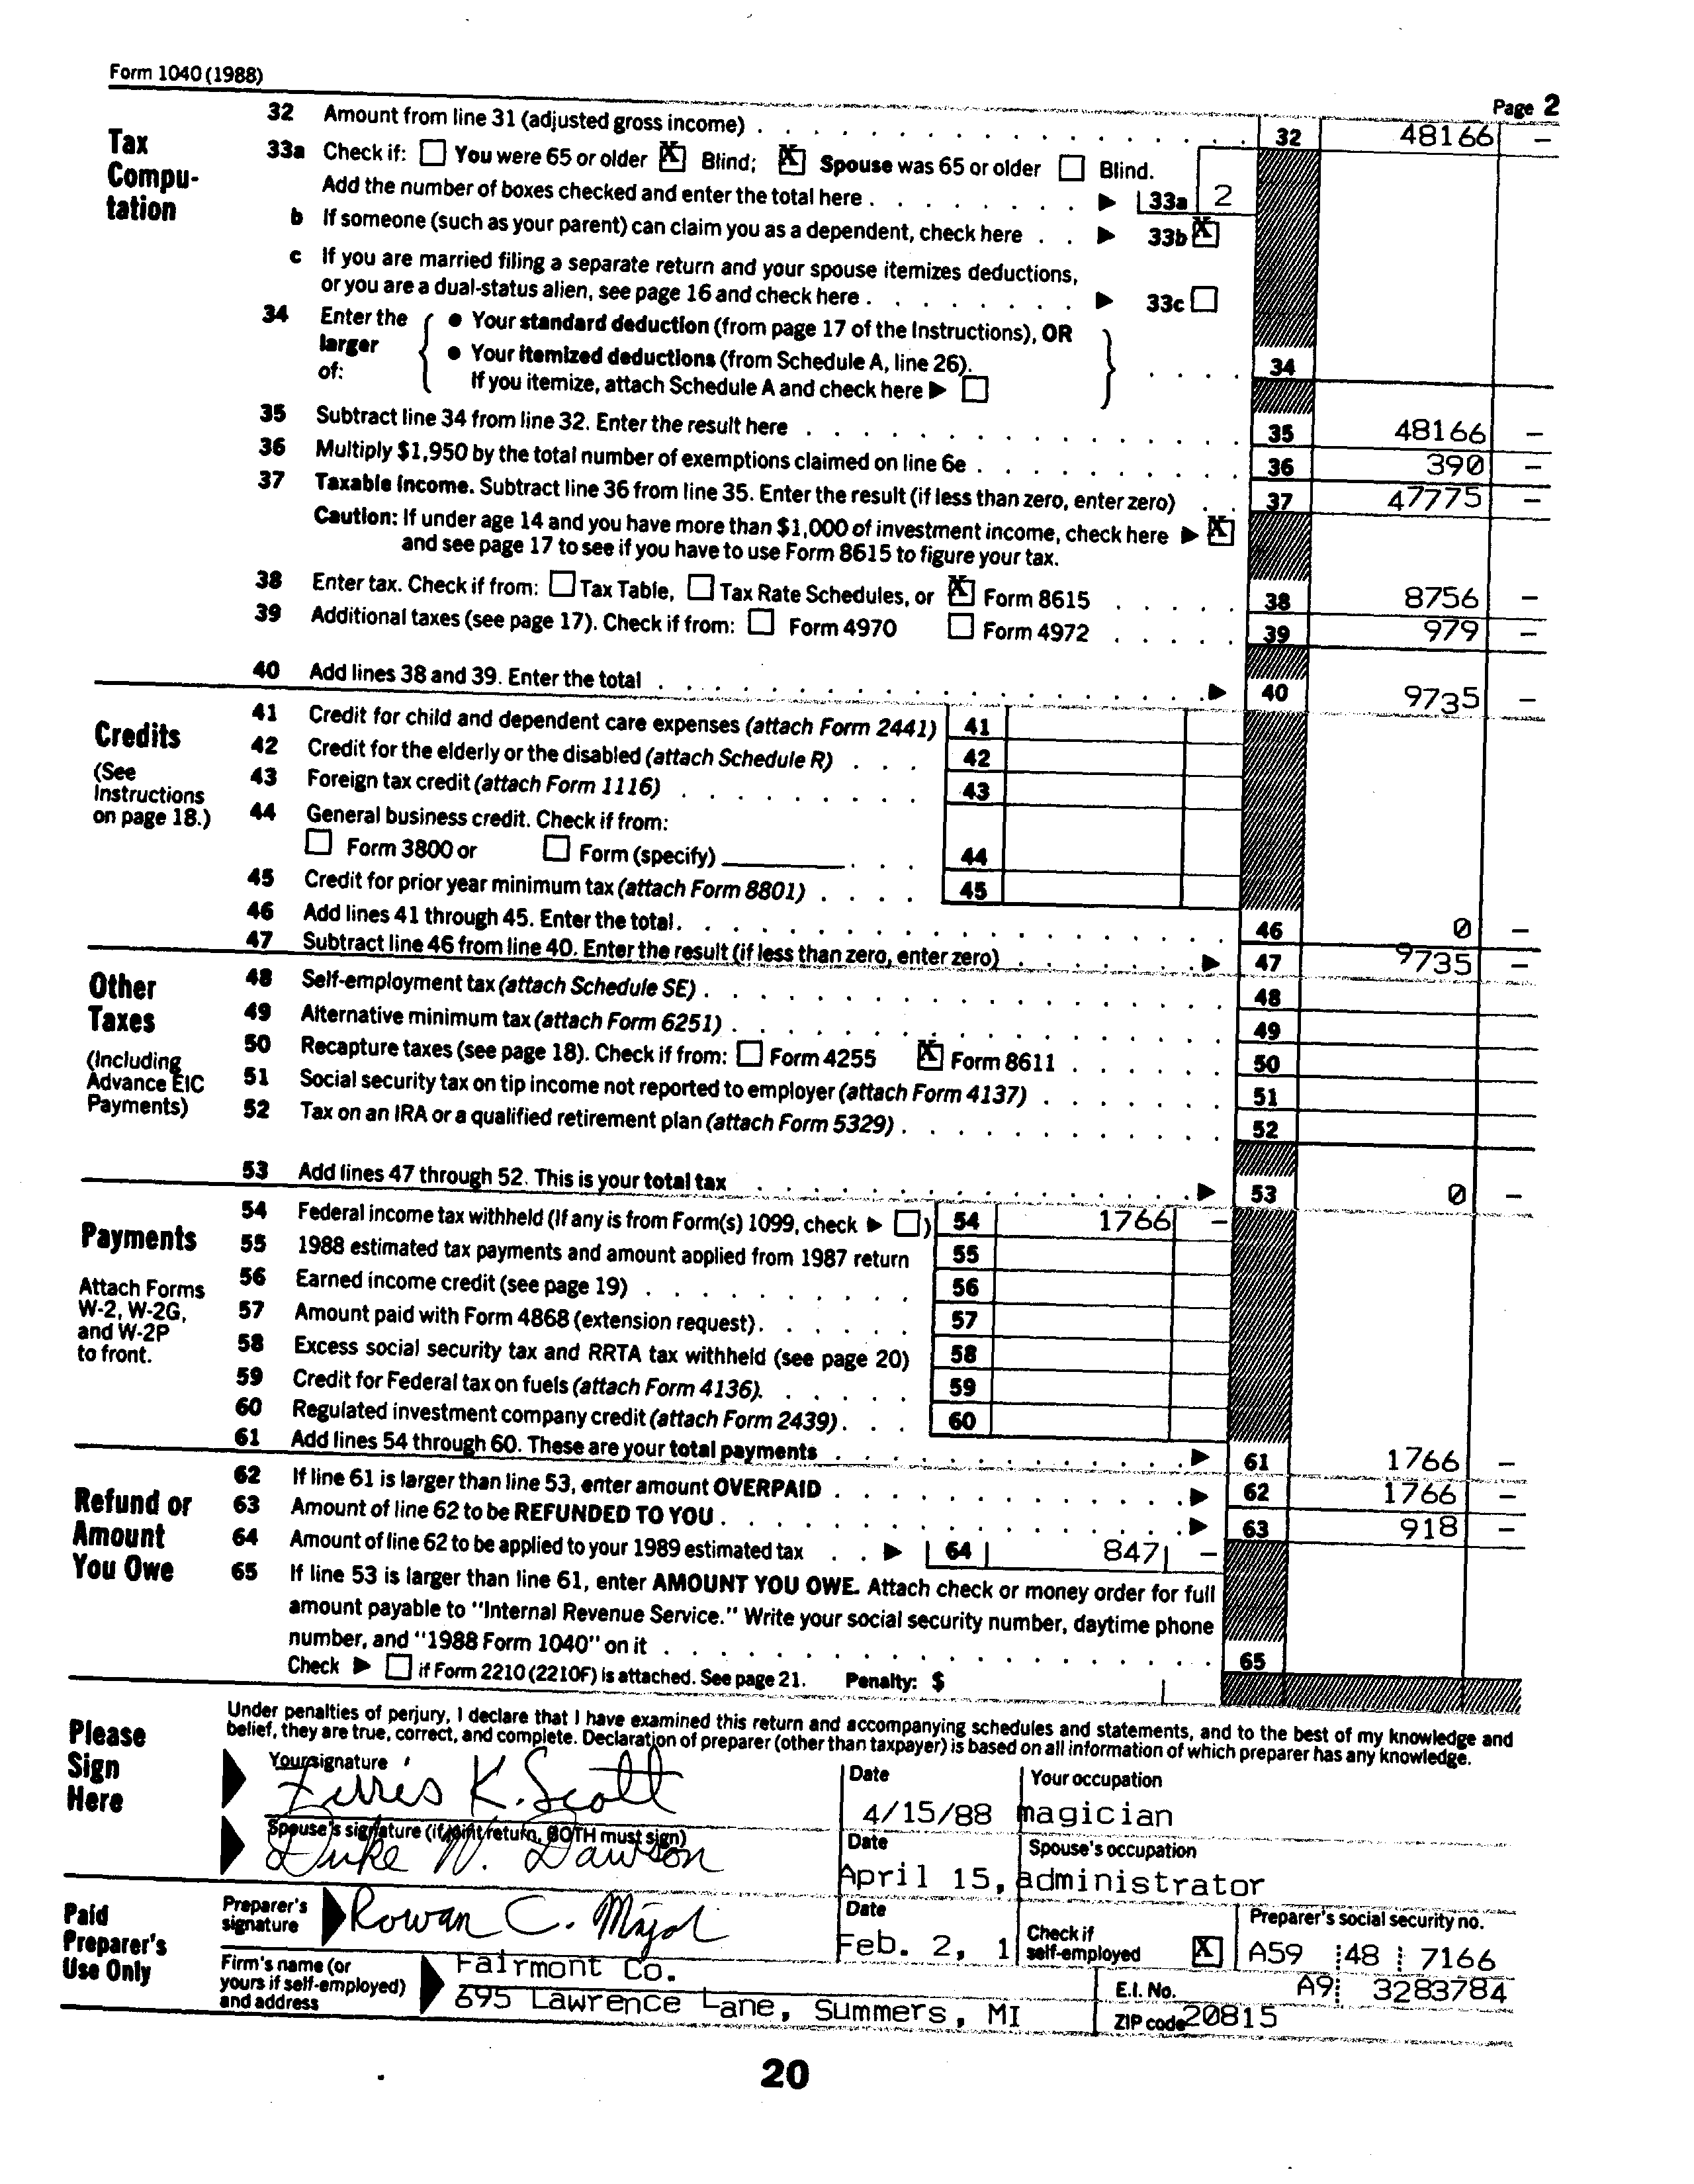 Form 1040 (1988)
Page 2
Tax Compu- tation
32 Amount from line 31 (adjusted gross income) . . . . 32 48166 –
33a Check if: ☐ You were 65 or older ☒ Blind; ☒ Spouse was 65 or older ☐ Blind.
Add the number of boxes checked and enter the total here . . . . ▶ 33a 2
b If someone (such as your parent) can claim you as a dependent, check here . . ▶ 33b ☒
c If you are married filing a separate return and your spouse itemizes deductions,
or you are a dual-status alien, see page 16 and check here . . . . ▶ 33c ☐
34 Enter the larger of:
● Your standard deduction (from page 17 of the Instructions), OR
● Your itemized deductions (from Schedule A, line 26).
If you itemize, attach Schedule A and check here ▶ ☐ . . . . 34
35 Subtract line 34 from line 32. Enter the result here . . . . 35 48166 –
36 Multiply $1,950 by the total number of exemptions claimed on line 6e . . . . 36 390 –
37 Taxable income. Subtract line 36 from line 35. Enter the result (if less than zero, enter zero) . . 37 47775 –
Caution: If under age 14 and you have more than $1,000 of investment income, check here ▶ ☒
and see page 17 to see if you have to use Form 8615 to figure your tax.
38 Enter tax. Check if from: ☐ Tax Table, ☐ Tax Rate Schedules, or ☒ Form 8615 . . . . 38 8756 –
39 Additional taxes (see page 17). Check if from: ☐ Form 4970 ☐ Form 4972 . . . . 39 979 –
40 Add lines 38 and 39. Enter the total . . . . ▶ 40 9735 –
Credits
(See Instructions on page 18.)
41 Credit for child and dependent care expenses (attach Form 2441) 41
42 Credit for the elderly or the disabled (attach Schedule R) . . . 42
43 Foreign tax credit (attach Form 1116) . . . . 43
44 General business credit. Check if from:
☐ Form 3800 or ☐ Form (specify) ________ . . . 44
45 Credit for prior year minimum tax (attach Form 8801) . . . . 45
46 Add lines 41 through 45. Enter the total . . . . 46 0 –
47 Subtract line 46 from line 40. Enter the result (if less than zero, enter zero) . . . . ▶ 47 9735 –
Other Taxes
(Including Advance EIC Payments)
48 Self-employment tax (attach Schedule SE) . . . . 48
49 Alternative minimum tax (attach Form 6251) . . . . 49
50 Recapture taxes (see page 18). Check if from: ☐ Form 4255 ☒ Form 8611 . . . . 50
51 Social security tax on tip income not reported to employer (attach Form 4137) . . . . 51
52 Tax on an IRA or a qualified retirement plan (attach Form 5329) . . . . 52
53 Add lines 47 through 52. This is your total tax . . . . ▶ 53 0 –
Payments
Attach Forms W-2, W-2G, and W-2P to front.
54 Federal income tax withheld (If any is from Form(s) 1099, check ▶ ☐) 54 1766 –
55 1988 estimated tax payments and amount applied from 1987 return 55
56 Earned income credit (see page 19) . . . . 56
57 Amount paid with Form 4868 (extension request) . . . . 57
58 Excess social security tax and RRTA tax withheld (see page 20) 58
59 Credit for Federal tax on fuels (attach Form 4136). . . . 59
60 Regulated investment company credit (attach Form 2439) . . . 60
61 Add lines 54 through 60. These are your total payments . . . . ▶ 61 1766 –
Refund or Amount You Owe
62 If line 61 is larger than line 53, enter amount OVERPAID . . . . ▶ 62 1766 –
63 Amount of line 62 to be REFUNDED TO YOU . . . . ▶ 63 918 –
64 Amount of line 62 to be applied to your 1989 estimated tax . . ▶ 64 847 –
65 If line 53 is larger than line 61, enter AMOUNT YOU OWE. Attach check or money order for full
amount payable to "Internal Revenue Service." Write your social security number, daytime phone
number, and "1988 Form 1040" on it . . . . 65
Check ▶ ☐ if Form 2210 (2210F) is attached. See page 21. Penalty: $
Please Sign Here
Under penalties of perjury, I declare that I have examined this return and accompanying schedules and statements, and to the best of my knowledge and
belief, they are true, correct, and complete. Declaration of preparer (other than taxpayer) is based on all information of which preparer has any knowledge.
Your signature K. Scott Date 4/15/88 Your occupation magician
Spouse's signature (if joint return, BOTH must sign) Duke W. Dawson Date April 15, Spouse's occupation administrator
Paid Preparer's Use Only
Preparer's signature Rowan C. Major Date Feb. 2, 1 Check if self-employed ☒ Preparer's social security no. A59 48 7166
Firm's name (or yours if self-employed) and address Fairmont Co. E.I. No. A9 3283784
695 Lawrence Lane, Summers, MI ZIP code 20815
20